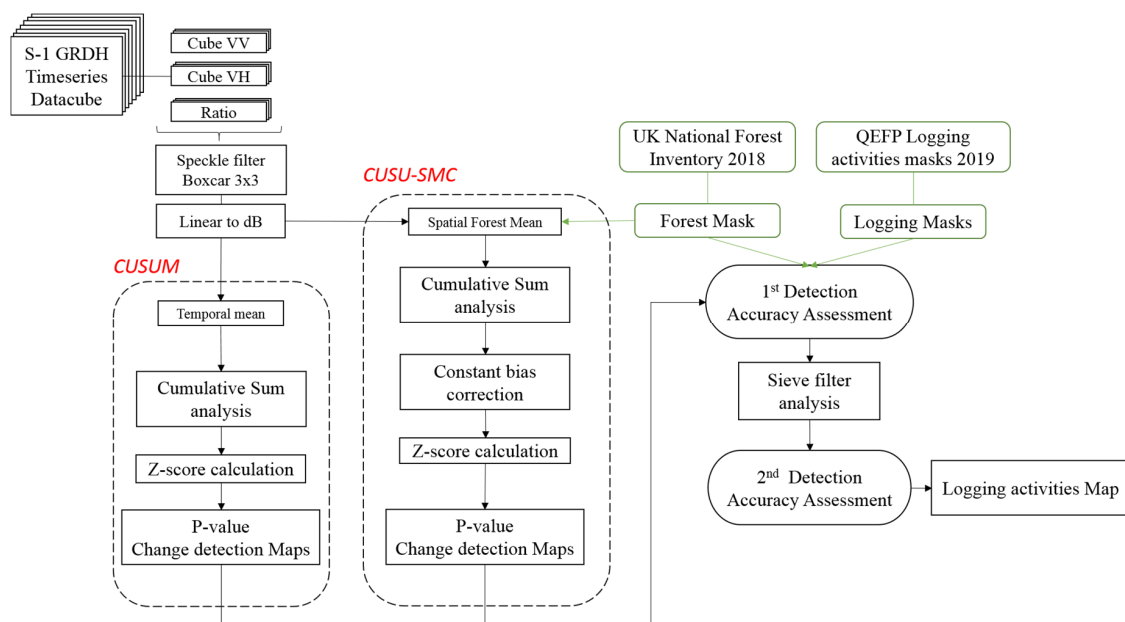 S-1 GRDH
Timeseries
Datacube
Cube VV
Cube VH
Ratio
Speckle filter
Boxcar 3x3
Linear to dB
CUSUM
Temporal mean
Cumulative Sum
analysis
Z-score calculation
P-value
Change detection Maps
CUSU-SMC
Spatial Forest Mean
Cumulative Sum
analysis
Constant bias
correction
Z-score calculation
P-value
Change detection Maps
UK National Forest
Inventory 2018
QEFP Logging
activities masks 2019
Forest Mask
Logging Masks
1st Detection
Accuracy Assessment
Sieve filter
analysis
2nd Detection
Accuracy Assessment
Logging activities Map